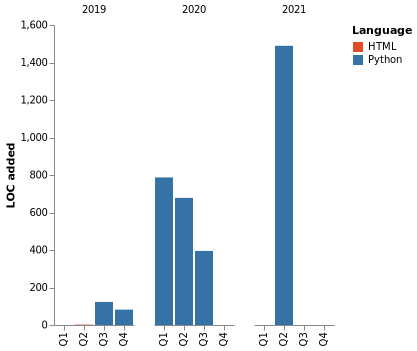 2019 2020 2021
Language
HTML
Python
LOC added
1,600
1,400
1,200
1,000
800
600
400
200
0
Q1 Q2 Q3 Q4 Q1 Q2 Q3 Q4 Q1 Q2 Q3 Q4